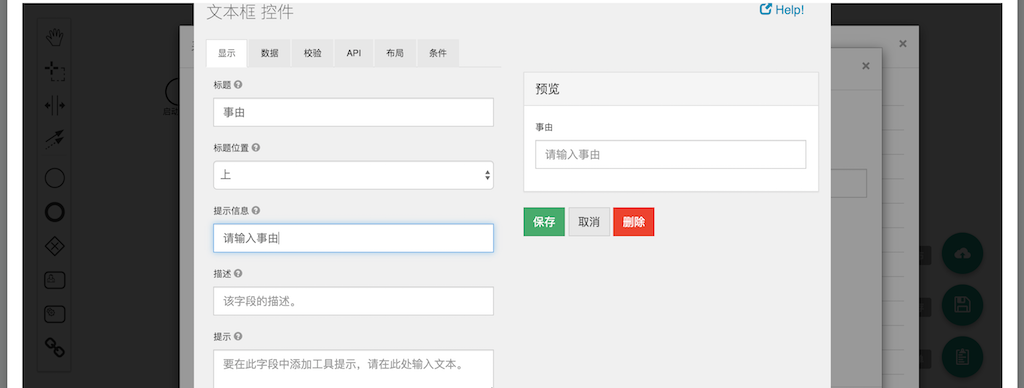 文本框 控件
Help!
显示 数据 校验 API 布局 条件
标题
事由
标题位置
上
提示信息
请输入事由
描述
该字段的描述。
提示
要在此字段中添加工具提示，请在此处输入文本。
预览
事由
请输入事由
保存 取消 删除